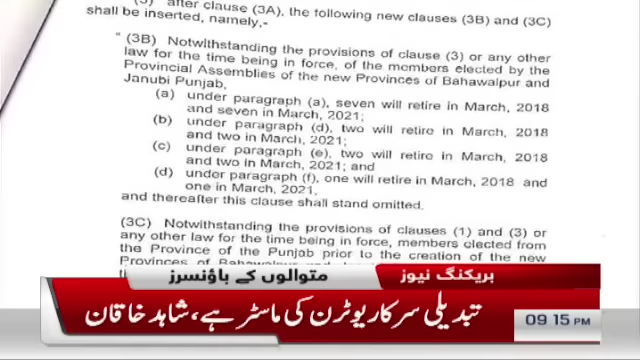 after clause (3A), the following new clauses (3B) and (3C)
shall be inserted, namely,-
" (3B) Notwithstanding the provisions of clause (3) or any other
law for the time being in force, of the members elected by the
Provincial Assemblies of the new Provinces of Bahawalpur and
Janubi Punjab,
(a) under paragraph (a), seven will retire in March, 2018
and seven in March, 2021;
(b) under paragraph (d), two will retire in March, 2018
and two in March, 2021;
(c) under paragraph (e), two will retire in March, 2018
and two in March, 2021; and
(d) under paragraph (f), one will retire in March, 2018 and
one in March, 2021,
and thereafter this clause shall stand omitted.
(3C) Notwithstanding the provisions of clauses (1) and (3) or
any other law for the time being in force, members elected from
the Province of the Punjab prior to the creation of the new
Provinces of Bahawalpur
بریکنگ نیوز
متوالوں کے باؤنسرز
تبدیلی سرکار یوٹرن کی ماسٹر ہے، شاہد خاقان
09:15 PM